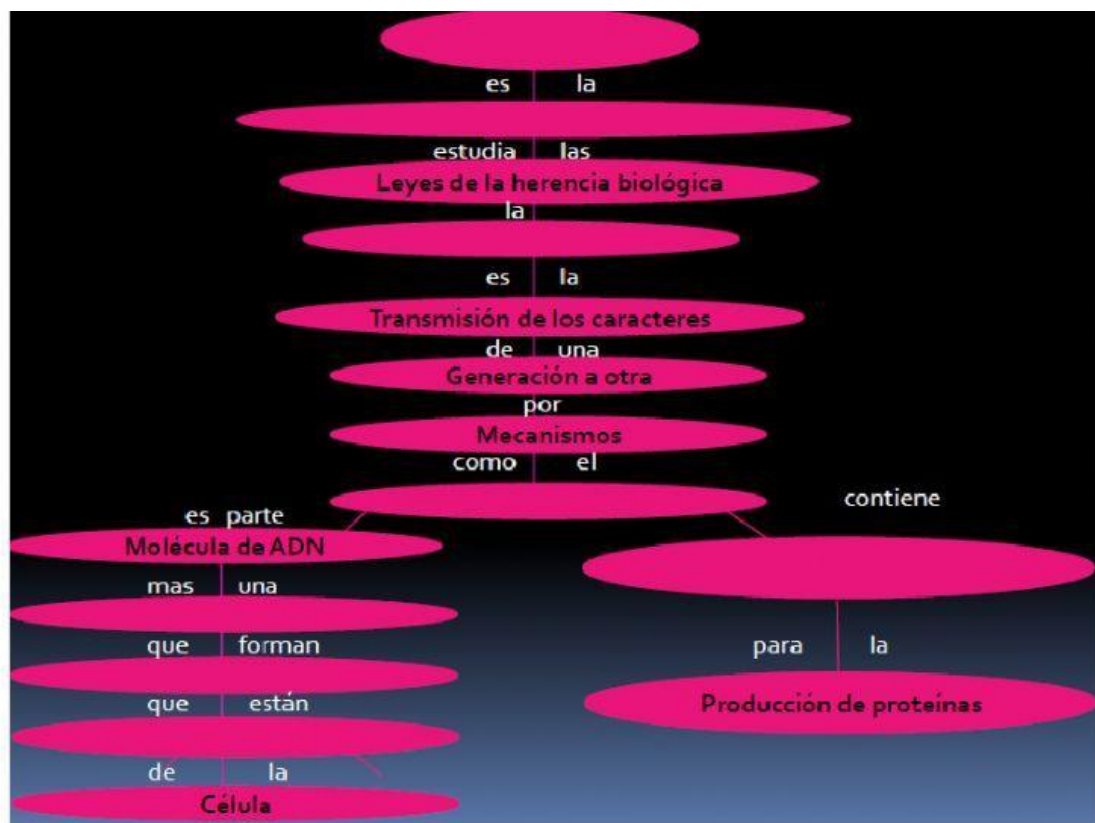 es la
estudia las
Leyes de la herencia biológica
la
es la
Transmisión de los caracteres
de una
Generación a otra
por
Mecanismos
como el
contiene
es parte
Molécula de ADN
mas una
que forman
para la
que están
Producción de proteínas
de la
Célula